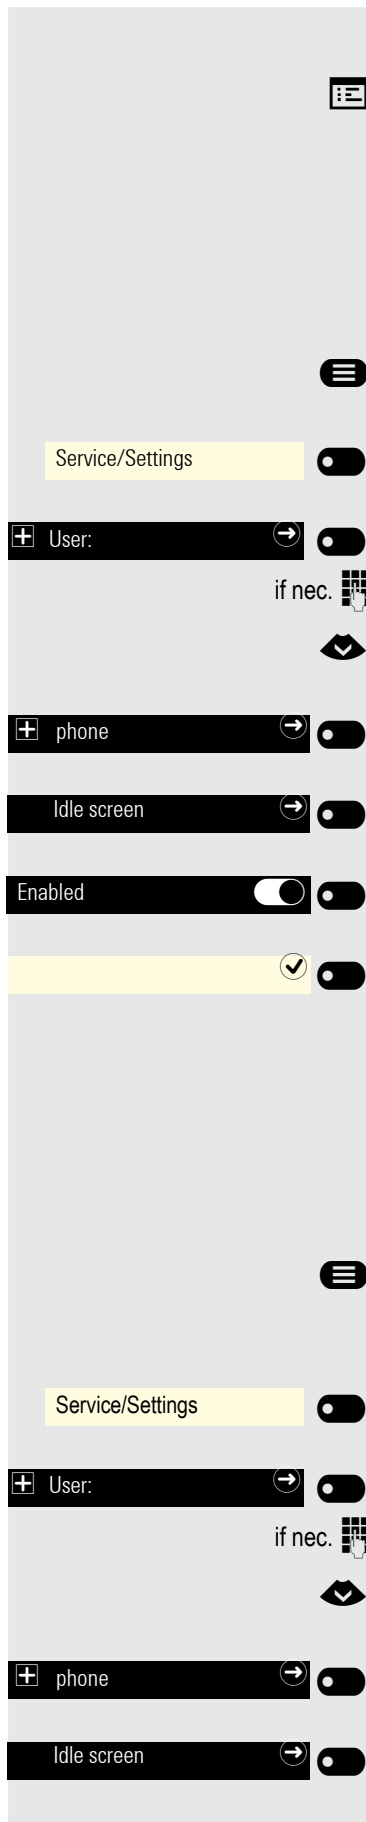 Service/Settings
User:
if nec.
phone
Idle screen
Enabled
Service/Settings
User:
if nec.
phone
Idle screen